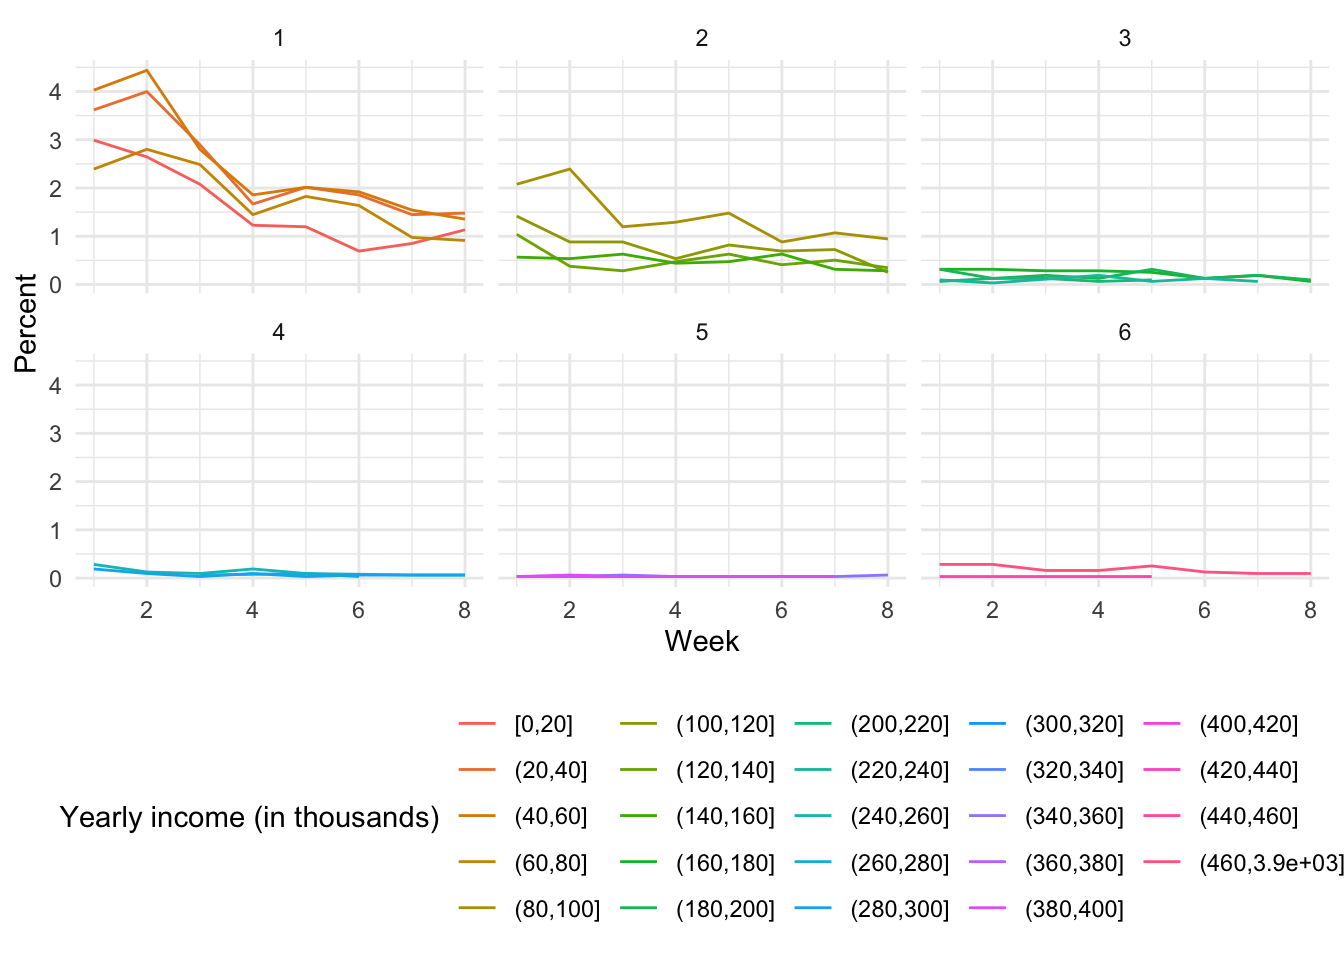 1 2 3
4
3
2
1
0
4 5 6
4
3
2
1
0
Percent
2 4 6 8 2 4 6 8 2 4 6 8
Week
Yearly income (in thousands)
[0,20] (100,120] (200,220] (300,320] (400,420]
(20,40] (120,140] (220,240] (320,340] (420,440]
(40,60] (140,160] (240,260] (340,360] (440,460]
(60,80] (160,180] (260,280] (360,380] (460,3.9e+03]
(80,100] (180,200] (280,300] (380,400]